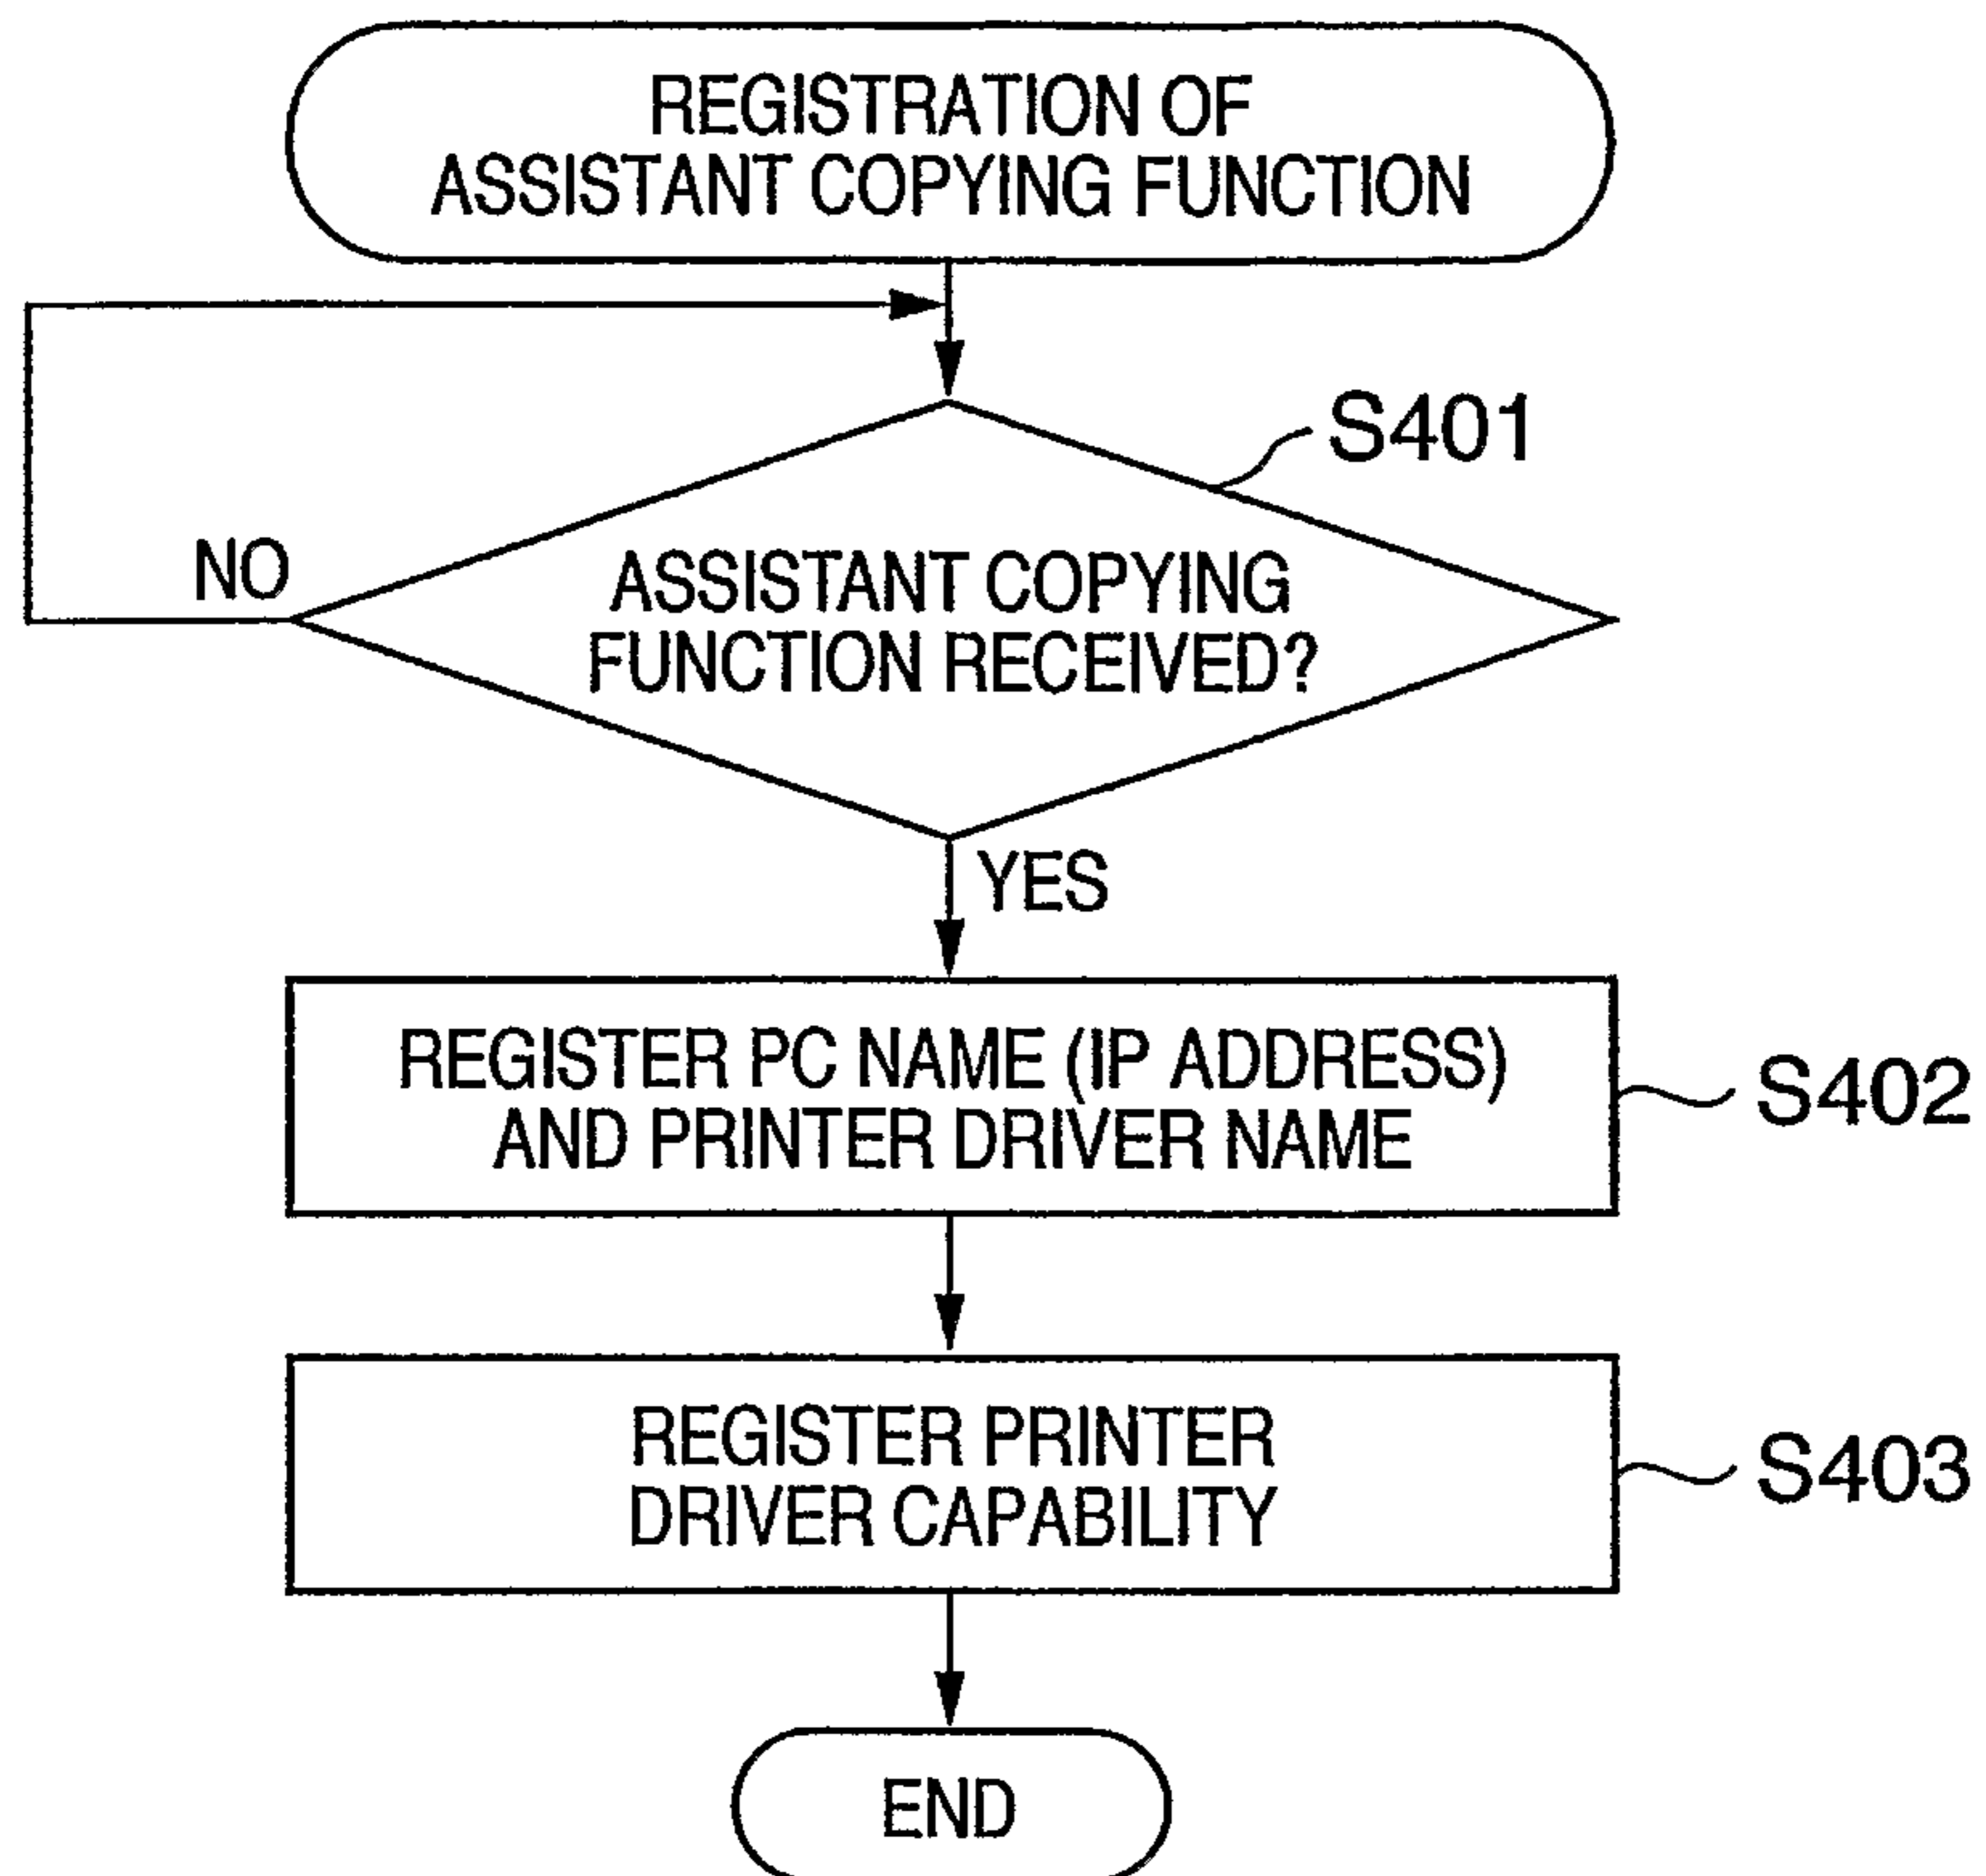 REGISTRATION OF
ASSISTANT COPYING FUNCTION
S401
NO
ASSISTANT COPYING
FUNCTION RECEIVED?
YES
REGISTER PC NAME (IP ADDRESS)
AND PRINTER DRIVER NAME
S402
REGISTER PRINTER
DRIVER CAPABILITY
S403
END